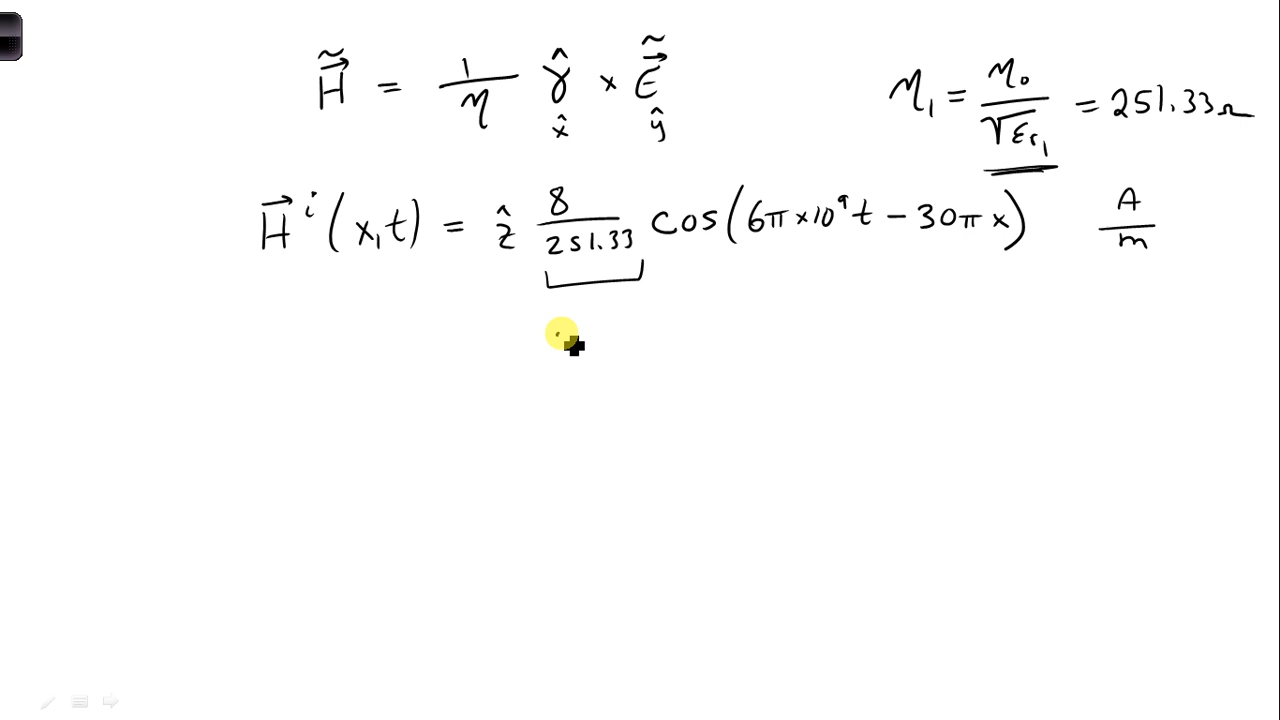 H̃⃗ = 1/η γ̂ × Ẽ⃗
x̂ ŷ
η₁ = η₀/√εr₁ = 251.33Ω
H⃗ⁱ(x,t) = ẑ 8/251.33 cos(6π×10⁹t − 30πx) A/m